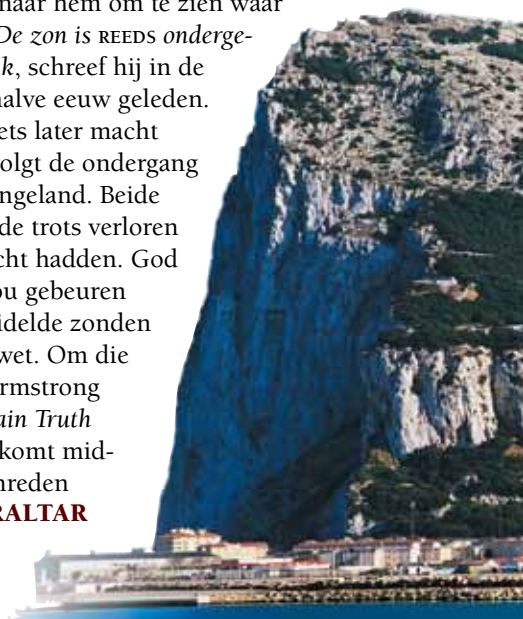 naar hem om te zien waar
De zon is REEDS onderge-
k, schreef hij in de
halve eeuw geleden.
ets later macht
olgt de ondergang
ngeland. Beide
de trots verloren
cht hadden. God
ou gebeuren
idelde zonden
wet. Om die
rmstrong
ain Truth
komt mid-
nreden
RALTAR